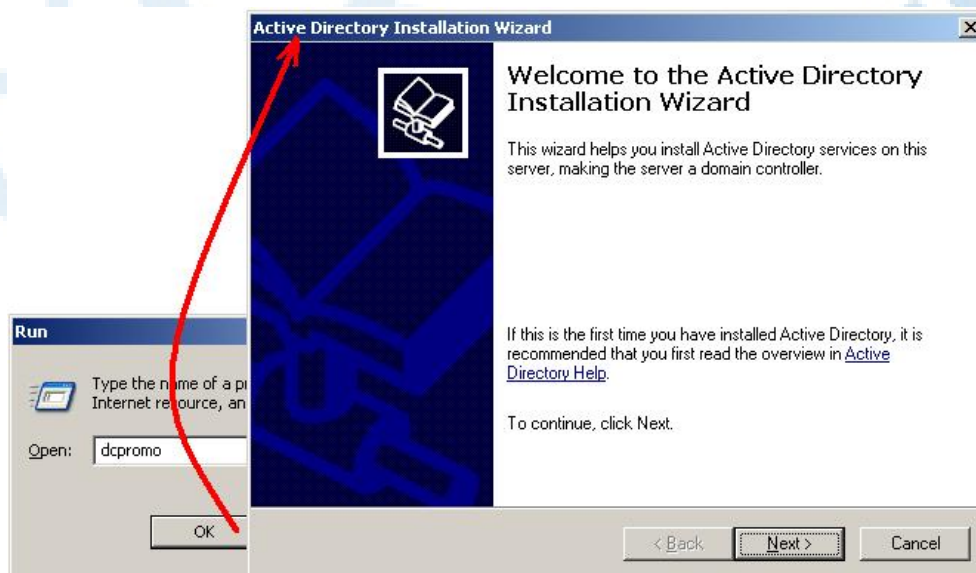 Active Directory Installation Wizard
Welcome to the Active Directory
Installation Wizard
This wizard helps you install Active Directory services on this
server, making the server a domain controller.
If this is the first time you have installed Active Directory, it is
recommended that you first read the overview in Active
Directory Help.
To continue, click Next.
< Back
Next >
Cancel
Run
Type the name of a
Internet resource, an
Open:
dcpromo
OK